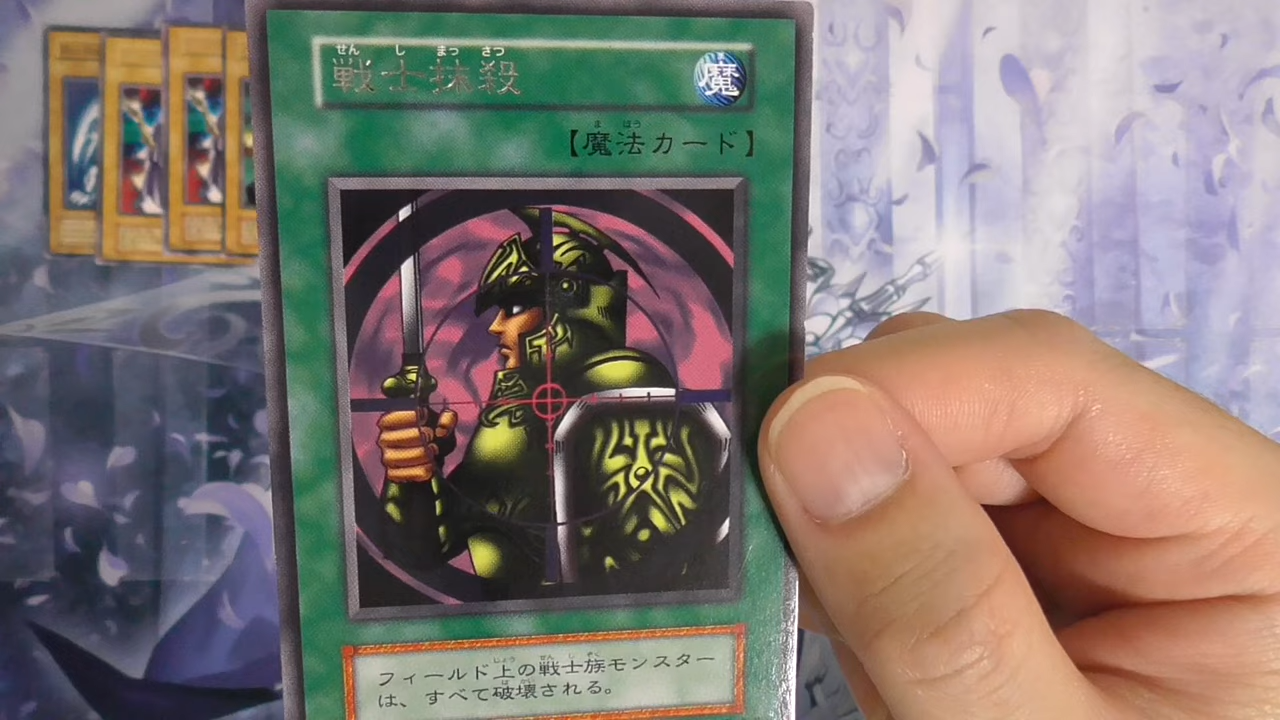 戦士抹殺
魔
【魔法カード】
フィールド上の戦士族モンスター
は、すべて破壊される。